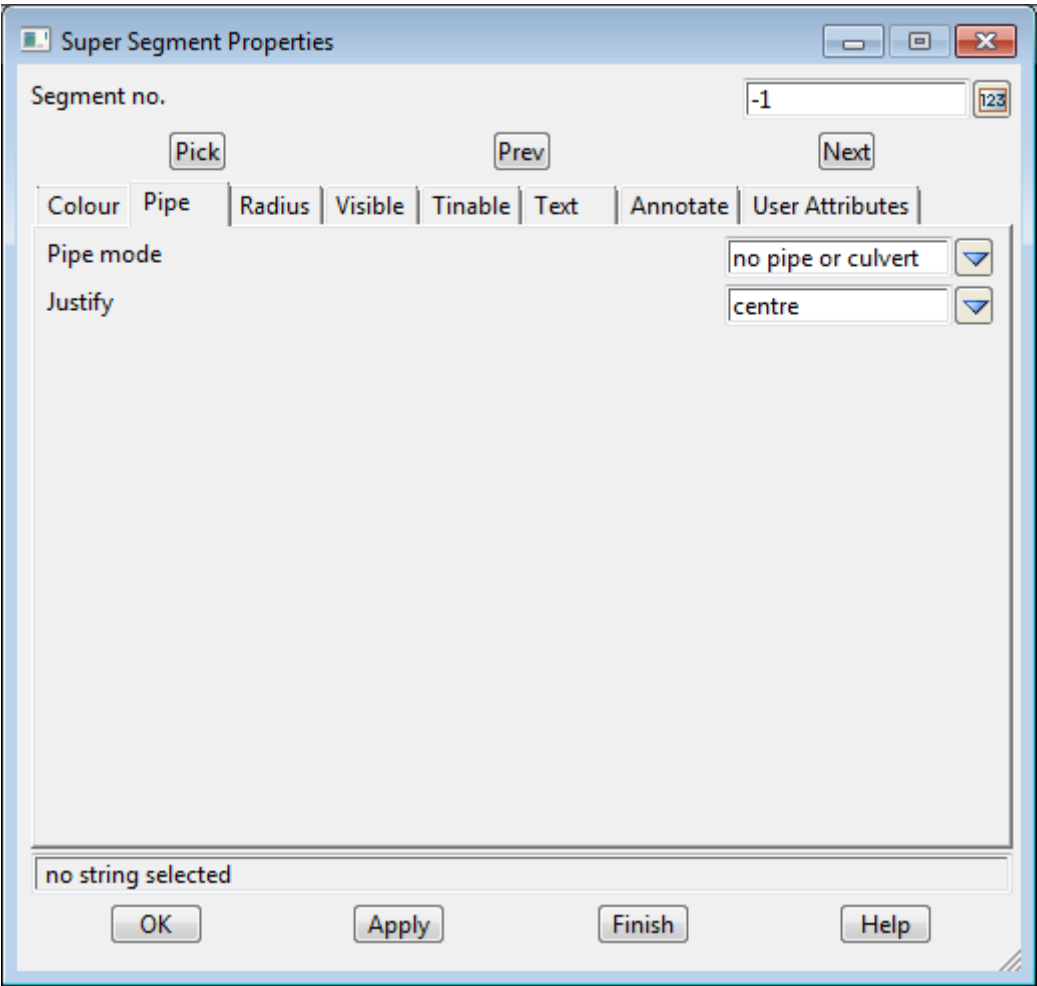 Super Segment Properties
Segment no. -1 123
Pick Prev Next
Colour Pipe Radius Visible Tinable Text Annotate User Attributes
Pipe mode no pipe or culvert
Justify centre
no string selected
OK Apply Finish Help